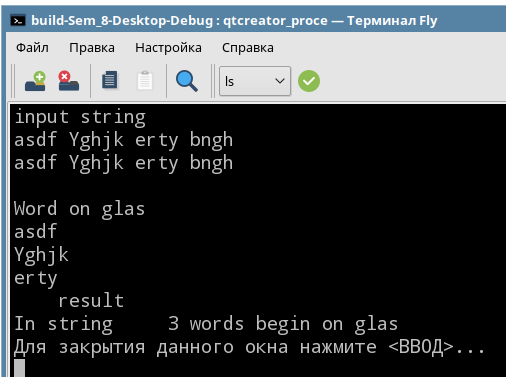 build-Sem_8-Desktop-Debug : qtcreator_proce — Терминал Fly
Файл Правка Настройка Справка
ls
input string
asdf Yghjk erty bngh
asdf Yghjk erty bngh
Word on glas
asdf
Yghjk
erty
result
In string 3 words begin on glas
Для закрытия данного окна нажмите <ВВОД>...